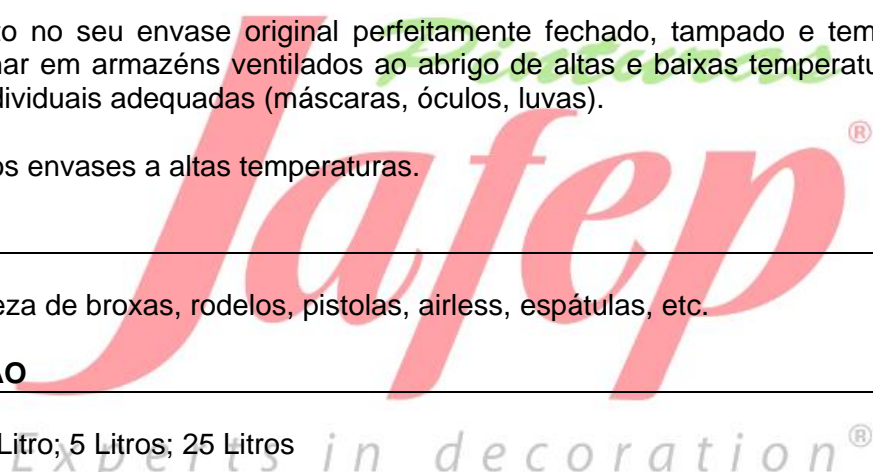 to no seu envase original perfeitamente fechado, tampado e tem
Pinturas
nar em armazéns ventilados ao abrigo de altas e baixas temperatu
dividuais adequadas (máscaras, óculos, luvas).
Jafep®
os envases a altas temperaturas.
eza de broxas, rodelos, pistolas, airless, espátulas, etc.
ÃO
Litro; 5 Litros; 25 Litros
Experts in decoration®